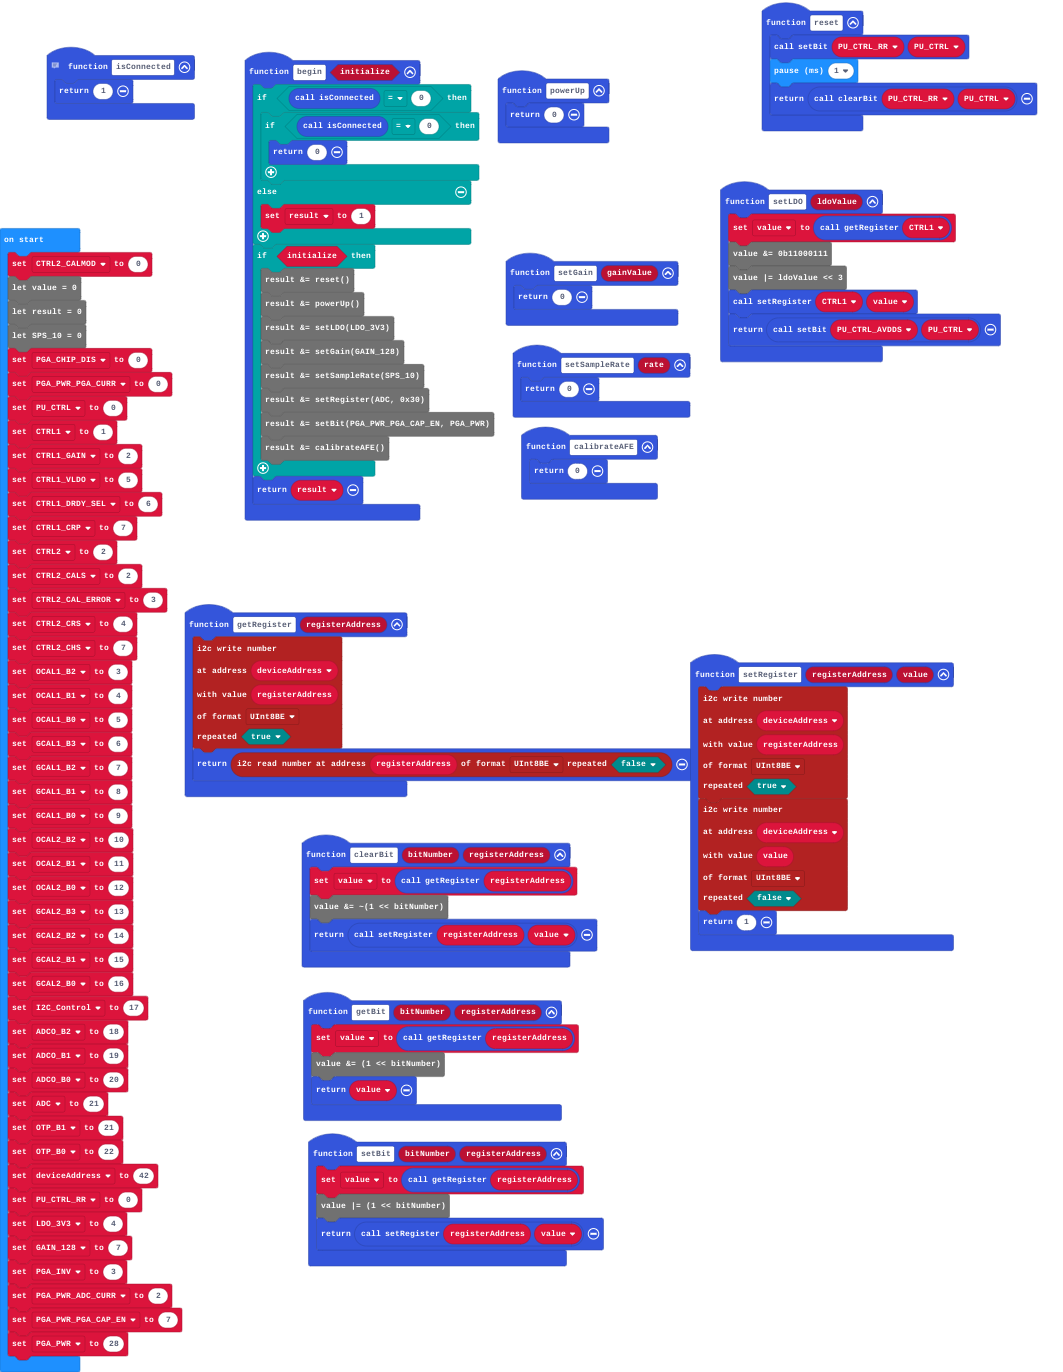 function isConnected
return 1
function begin initialize
if call isConnected = 0 then
if call isConnected = 0 then
return 0
else
set result to 1
if initialize then
result &= reset()
result &= powerUp()
result &= setLDO(LDO_3V3)
result &= setGain(GAIN_128)
result &= setSampleRate(SPS_10)
result &= setRegister(ADC, 0x30)
result &= setBit(PGA_PWR_PGA_CAP_EN, PGA_PWR)
result &= calibrateAFE()
return result
function powerUp
return 0
function reset
call setBit PU_CTRL_RR PU_CTRL
pause (ms) 1
return call clearBit PU_CTRL_RR PU_CTRL
function setLDO ldoValue
set value to call getRegister CTRL1
value &= 0b11000111
value |= ldoValue << 3
call setRegister CTRL1 value
return call setBit PU_CTRL_AVDDS PU_CTRL
function setGain gainValue
return 0
function setSampleRate rate
return 0
function calibrateAFE
return 0
on start
set CTRL2_CALMOD to 0
let value = 0
let result = 0
let SPS_10 = 0
set PGA_CHIP_DIS to 0
set PGA_PWR_PGA_CURR to 0
set PU_CTRL to 0
set CTRL1 to 1
set CTRL1_GAIN to 2
set CTRL1_VLDO to 5
set CTRL1_DRDY_SEL to 6
set CTRL1_CRP to 7
set CTRL2 to 2
set CTRL2_CALS to 2
set CTRL2_CAL_ERROR to 3
set CTRL2_CRS to 4
set CTRL2_CHS to 7
set OCAL1_B2 to 3
set OCAL1_B1 to 4
set OCAL1_B0 to 5
set GCAL1_B3 to 6
set GCAL1_B2 to 7
set GCAL1_B1 to 8
set GCAL1_B0 to 9
set OCAL2_B2 to 10
set OCAL2_B1 to 11
set OCAL2_B0 to 12
set GCAL2_B3 to 13
set GCAL2_B2 to 14
set GCAL2_B1 to 15
set GCAL2_B0 to 16
set I2C_Control to 17
set ADCO_B2 to 18
set ADCO_B1 to 19
set ADCO_B0 to 20
set ADC to 21
set OTP_B1 to 21
set OTP_B0 to 22
set deviceAddress to 42
set PU_CTRL_RR to 0
set LDO_3V3 to 4
set GAIN_128 to 7
set PGA_INV to 3
set PGA_PWR_ADC_CURR to 2
set PGA_PWR_PGA_CAP_EN to 7
set PGA_PWR to 28
function getRegister registerAddress
i2c write number
at address deviceAddress
with value registerAddress
of format UInt8BE
repeated true
return i2c read number at address registerAddress of format UInt8BE repeated false
function setRegister registerAddress value
i2c write number
at address deviceAddress
with value registerAddress
of format UInt8BE
repeated true
i2c write number
at address deviceAddress
with value value
of format UInt8BE
repeated false
return 1
function clearBit bitNumber registerAddress
set value to call getRegister registerAddress
value &= ~(1 << bitNumber)
return call setRegister registerAddress value
function getBit bitNumber registerAddress
set value to call getRegister registerAddress
value &= (1 << bitNumber)
return value
function setBit bitNumber registerAddress
set value to call getRegister registerAddress
value |= (1 << bitNumber)
return call setRegister registerAddress value